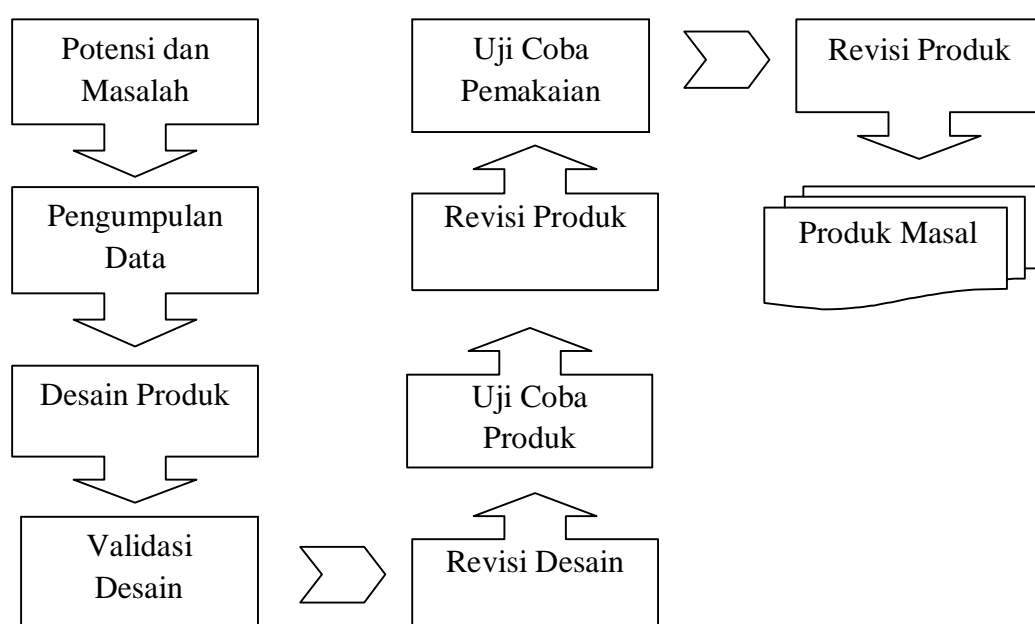 Potensi dan
Masalah
Pengumpulan
Data
Desain Produk
Validasi
Desain
Revisi Desain
Uji Coba
Produk
Revisi Produk
Uji Coba
Pemakaian
Revisi Produk
Produk Masal